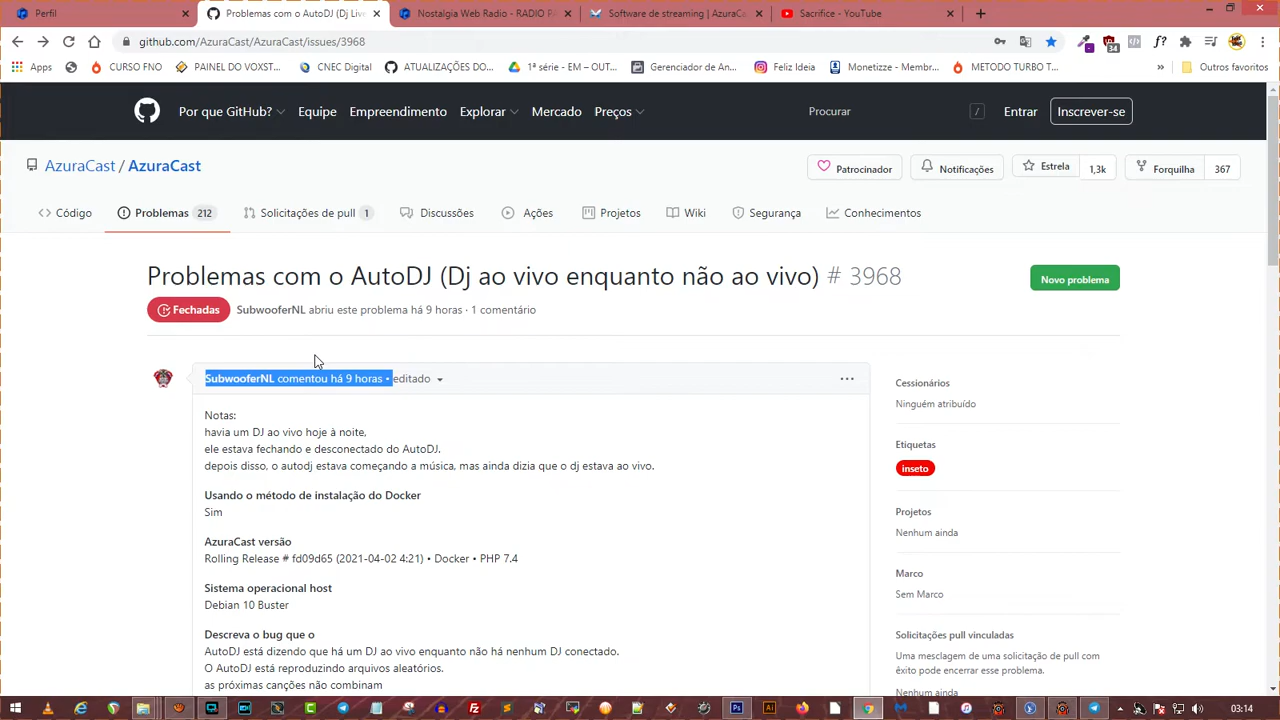 Perfil
Problemas com o AutoDJ (Dj Live
Nostalgia Web Radio - RADIO PA
Software de streaming | AzuraCa
Sacrifice - YouTube
github.com/AzuraCast/AzuraCast/issues/3968
34
f?
Apps
CURSO FNO
PAINEL DO VOXST...
CNEC Digital
ATUALIZAÇÕES DO...
1ª série - EM – OUT...
Gerenciador de An...
Feliz Ideia
Monetizze - Membr...
METODO TURBO T...
»
Outros favoritos
Por que GitHub?
Equipe
Empreendimento
Explorar
Mercado
Preços
Procurar
/
Entrar
Inscrever-se
AzuraCast / AzuraCast
Patrocinador
Notificações
Estrela
1,3k
Forquilha
367
Código
Problemas 212
Solicitações de pull 1
Discussões
Ações
Projetos
Wiki
Segurança
Conhecimentos
Problemas com o AutoDJ (Dj ao vivo enquanto não ao vivo) # 3968
Novo problema
Fechadas
SubwooferNL abriu este problema há 9 horas · 1 comentário
SubwooferNL comentou há 9 horas • editado
Notas:
havia um DJ ao vivo hoje à noite,
ele estava fechando e desconectado do AutoDJ.
depois disso, o autodj estava começando a música, mas ainda dizia que o dj estava ao vivo.
Usando o método de instalação do Docker
Sim
AzuraCast versão
Rolling Release # fd09d65 (2021-04-02 4:21) • Docker • PHP 7.4
Sistema operacional host
Debian 10 Buster
Descreva o bug que o
AutoDJ está dizendo que há um DJ ao vivo enquanto não há nenhum DJ conectado.
O AutoDJ está reproduzindo arquivos aleatórios.
as próximas canções não combinam
Cessionários
Ninguém atribuído
Etiquetas
inseto
Projetos
Nenhum ainda
Marco
Sem Marco
Solicitações pull vinculadas
Uma mesclagem de uma solicitação de pull com
êxito pode encerrar esse problema.
Nenhum ainda
03:14